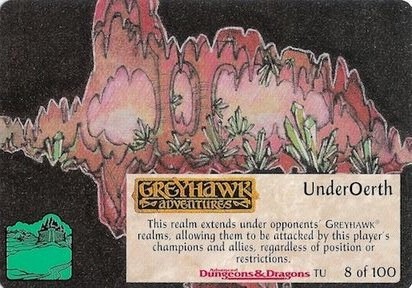 GREYHAWK
ADVENTURES
UnderOerth
This realm extends under opponents' GREYHAWK®
realms, allowing them to be attacked by this player's
champions and allies, regardless of position or
restrictions.
Advanced
Dungeons & Dragons TU 8 of 100